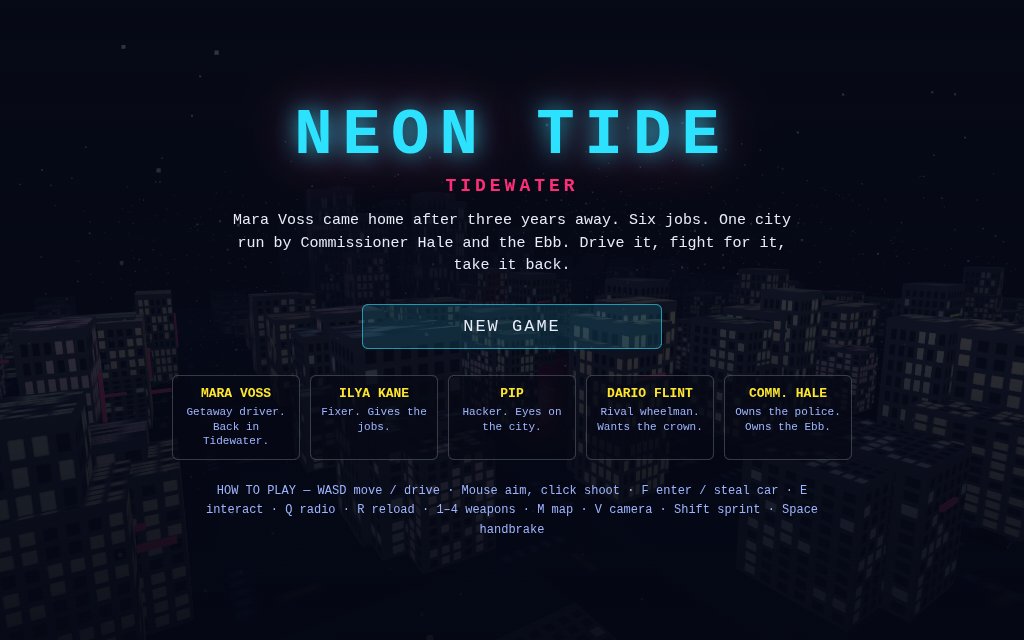 NEON TIDE
TIDEWATER
Mara Voss came home after three years away. Six jobs. One city
run by Commissioner Hale and the Ebb. Drive it, fight for it,
take it back.
NEW GAME
MARA VOSS
Getaway driver.
Back in
Tidewater.
ILYA KANE
Fixer. Gives the
jobs.
PIP
Hacker. Eyes on
the city.
DARIO FLINT
Rival wheelman.
Wants the crown.
COMM. HALE
Owns the police.
Owns the Ebb.
HOW TO PLAY — WASD move / drive · Mouse aim, click shoot · F enter / steal car · E
interact · Q radio · R reload · 1–4 weapons · M map · V camera · Shift sprint · Space
handbrake